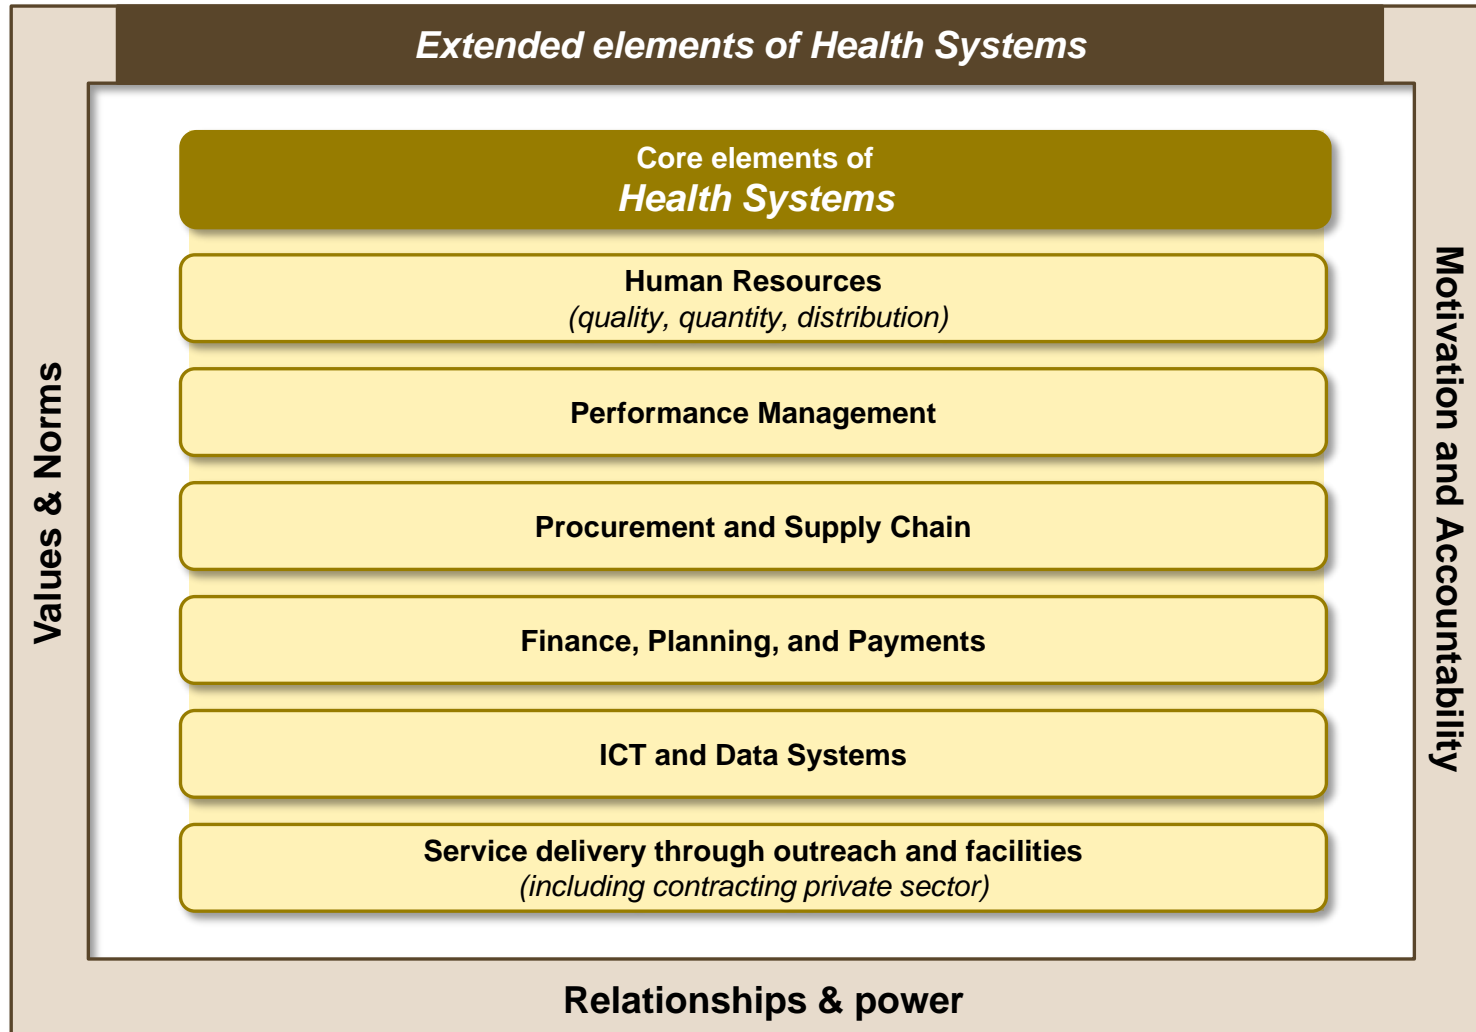 Extended elements of Health Systems
Core elements of
Health Systems
Human Resources
(quality, quantity, distribution)
Performance Management
Procurement and Supply Chain
Finance, Planning, and Payments
ICT and Data Systems
Service delivery through outreach and facilities
(including contracting private sector)
Values & Norms
Motivation and Accountability
Relationships & power